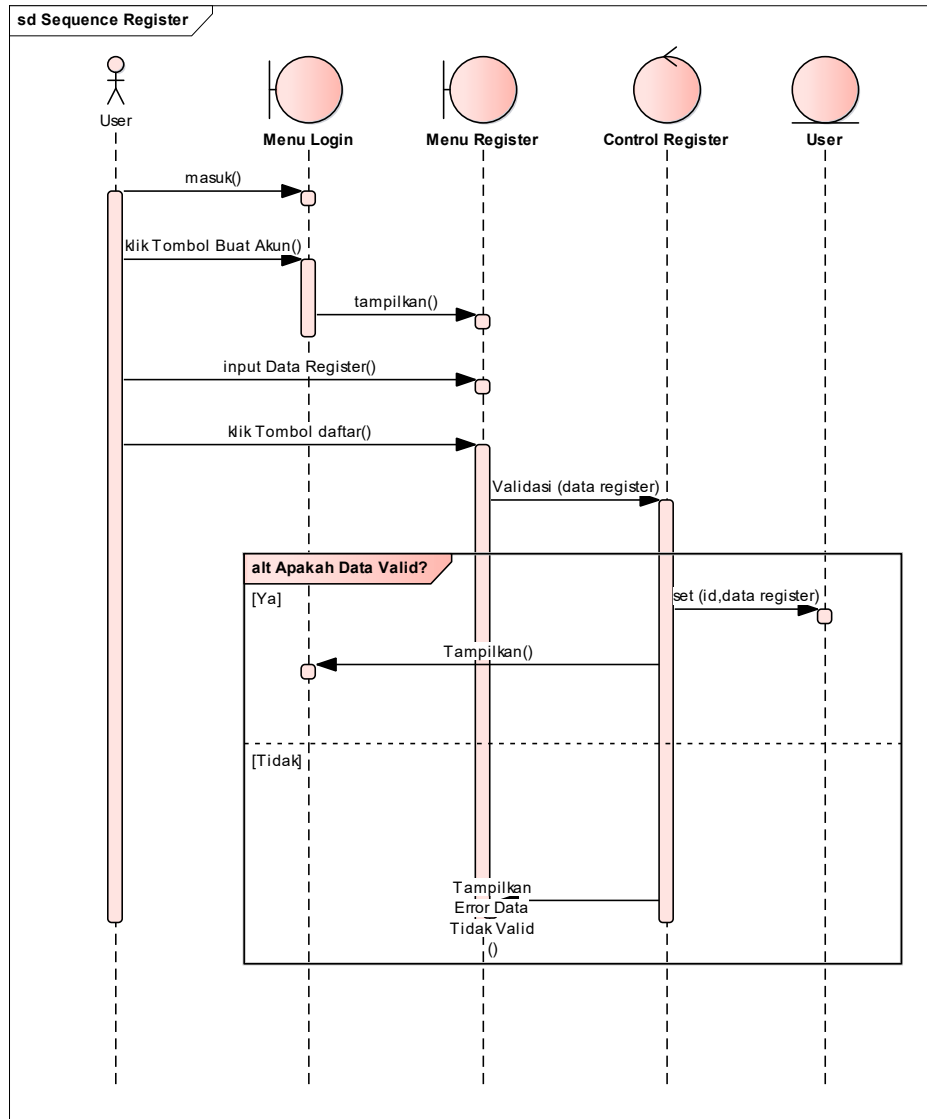 sd Sequence Register
User
Menu Login
Menu Register
Control Register
User
masuk()
klik Tombol Buat Akun()
tampilkan()
input Data Register()
klik Tombol daftar()
Validasi (data register)
alt Apakah Data Valid?
[Ya]
set (id,data register)
Tampilkan()
[Tidak]
Tampilkan
Error Data
Tidak Valid
()